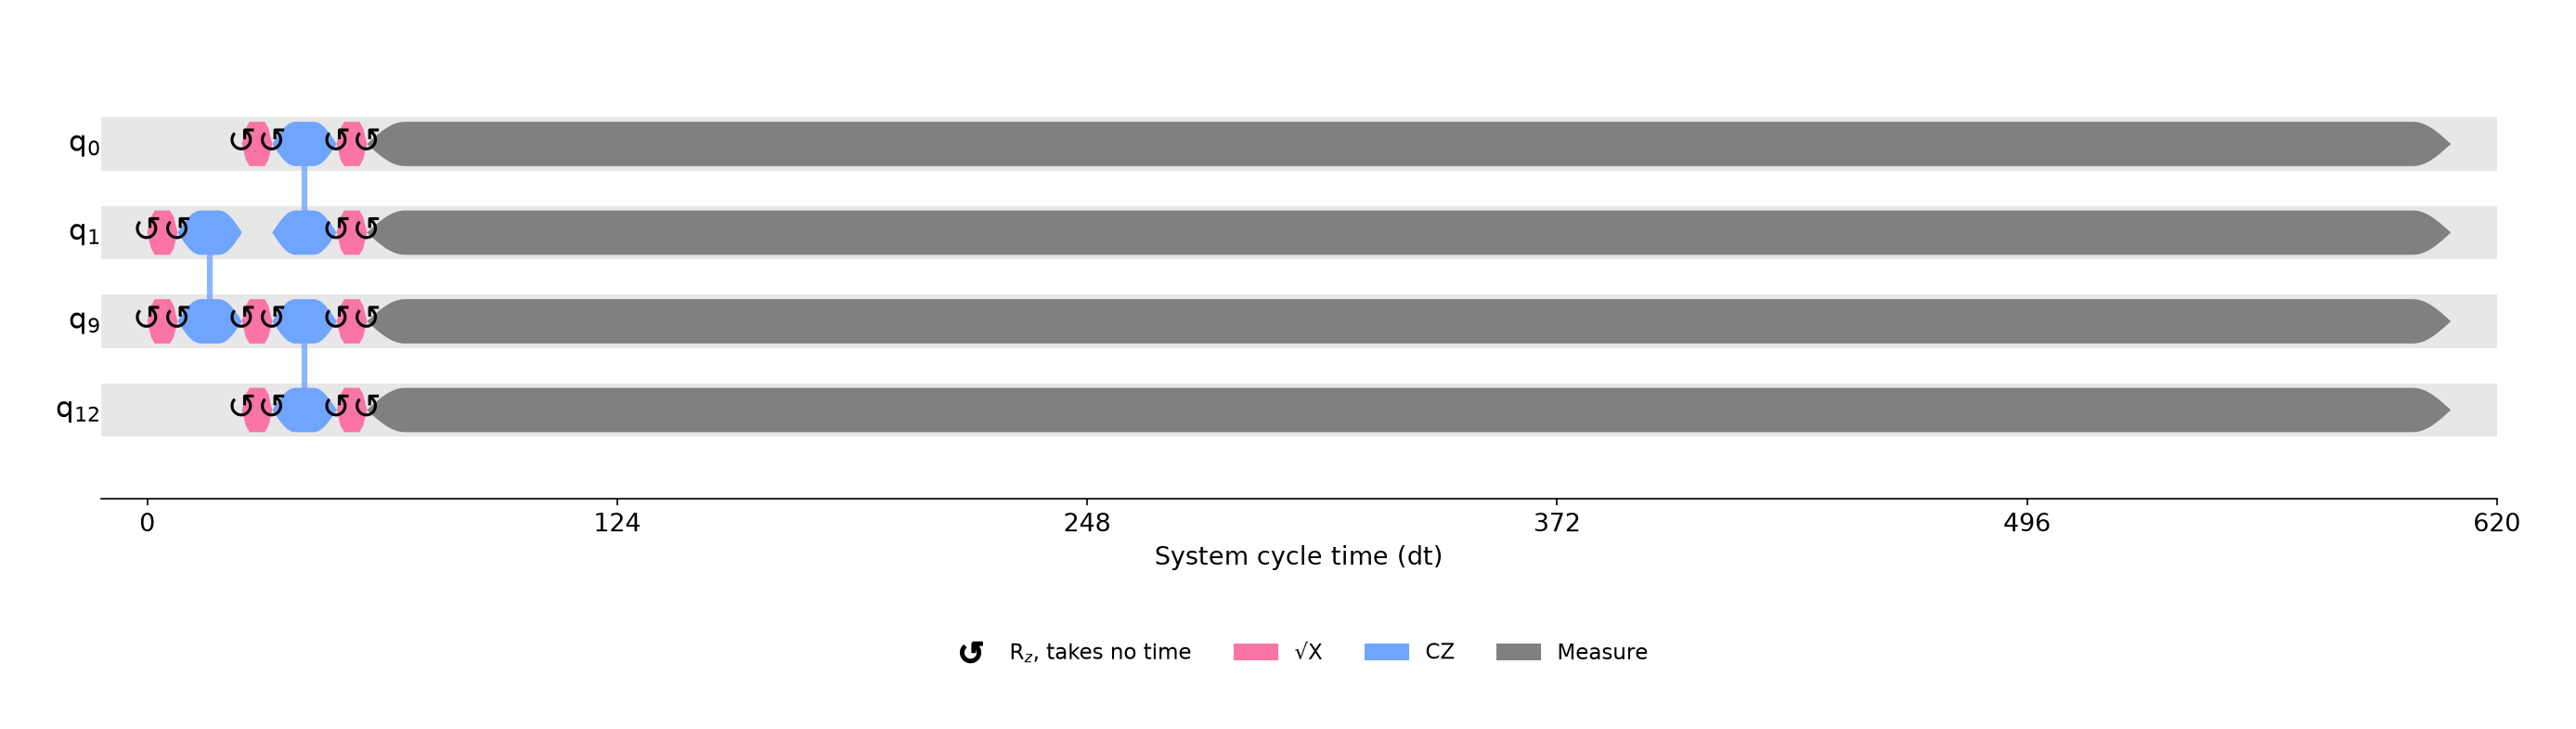 q₀
q₁
q₉
q₁₂
0 124 248 372 496 620
System cycle time (dt)
R_z, takes no time √X CZ Measure